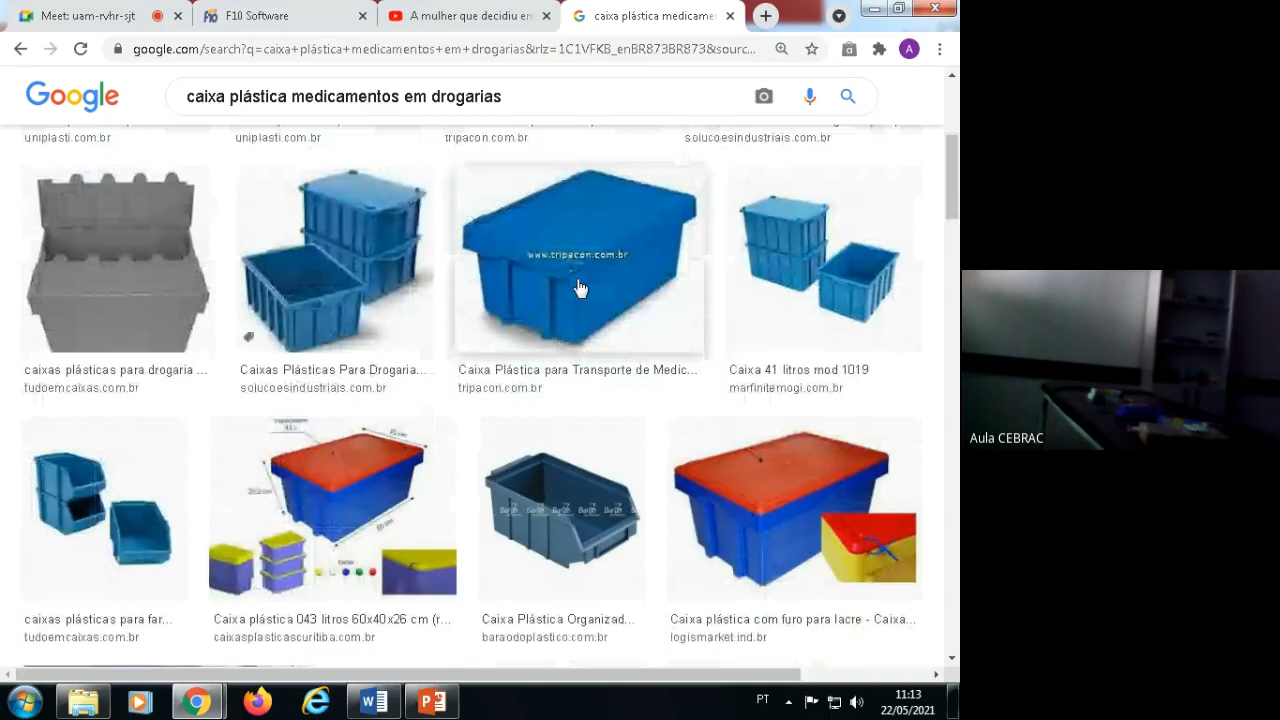 Meet: uam-rvhr-sjt
F10 Software
A mulher que decidiu en
caixa plástica medicamen
google.com/search?q=caixa+plástica+medicamentos+em+drogarias&rlz=1C1VFKB_enBR873BR873&sourc...
A
Google
caixa plástica medicamentos em drogarias
uniplasti.com.br
uniplasti.com.br
tripacon.com.br
solucoesindustriais.com.br
www.tripacon.com.br
caixas plásticas para drogaria ...
tudoemcaixas.com.br
Caixas Plásticas Para Drogaria...
solucoesindustriais.com.br
Caixa Plástica para Transporte de Medic...
tripacon.com.br
Caixa 41 litros mod 1019
marfinitemogi.com.br
Aula CEBRAC
caixas plásticas para far...
tudoemcaixas.com.br
Caixa plástica 043 litros 60x40x26 cm (r...
caixasplasticascuritiba.com.br
Caixa Plástica Organizad...
baraodoplastico.com.br
Caixa plástica com furo para lacre - Caixa...
logismarket.ind.br
PT
11:13
22/05/2021